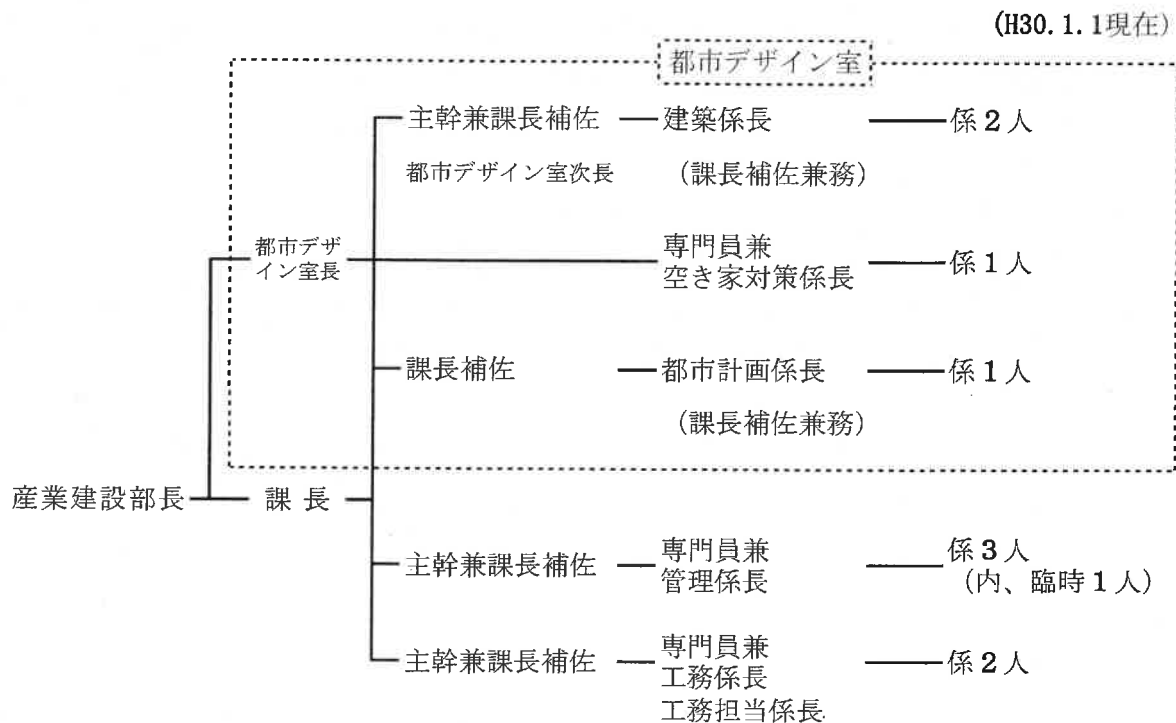 (H30.1.1現在)
都市デザイン室
主幹兼課長補佐 建築係長 係2人
都市デザイン室次長 (課長補佐兼務)
都市デザ
イン室長
専門員兼
空き家対策係長 係1人
課長補佐 都市計画係長 係1人
(課長補佐兼務)
産業建設部長 課長
主幹兼課長補佐 専門員兼
管理係長
係3人
(内、臨時1人)
主幹兼課長補佐 専門員兼
工務係長
工務担当係長
係2人